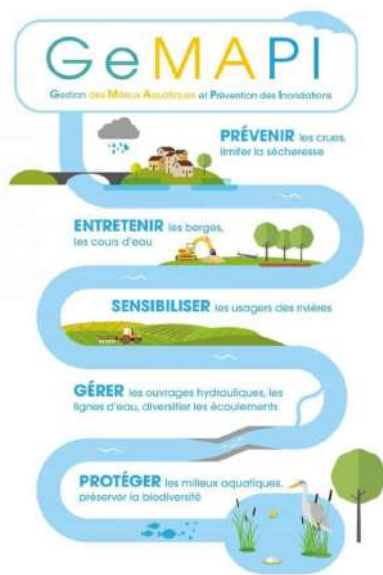 GeMAPI
Gestion des Milieux Aquatiques et Prévention des Inondations
PRÉVENIR les crues,
limiter la sécheresse
ENTRETENIR les berges,
les cours d'eau
SENSIBILISER les usagers des rivières
GÉRER les ouvrages hydrauliques, les
lignes d'eau, diversifier les écoulements
PROTÉGER les milieux aquatiques,
préserver la biodiversité